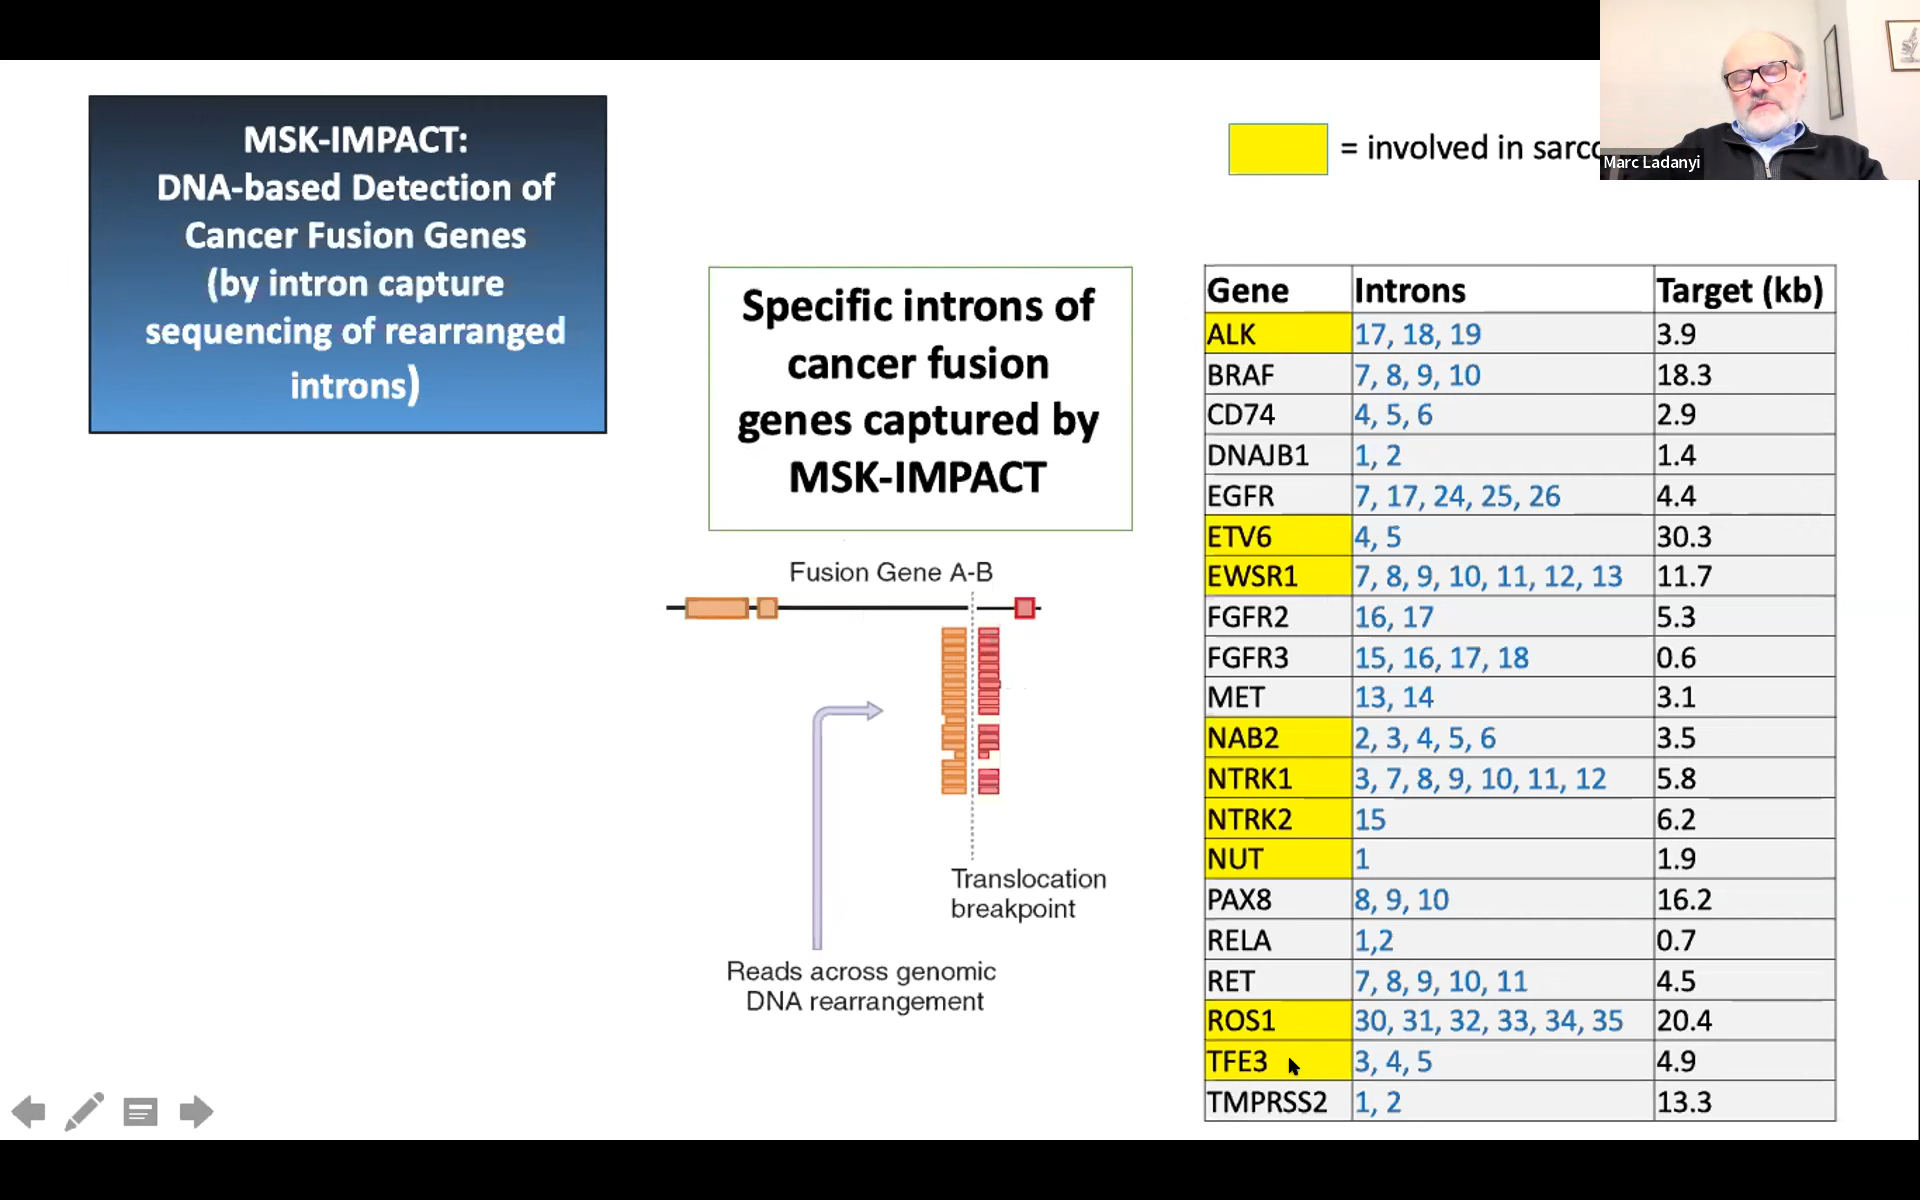 MSK-IMPACT:
DNA-based Detection of
Cancer Fusion Genes
(by intron capture
sequencing of rearranged
introns)
= involved in sarco
Marc Ladanyi
Specific introns of
cancer fusion
genes captured by
MSK-IMPACT
Fusion Gene A-B
Translocation
breakpoint
Reads across genomic
DNA rearrangement
Gene Introns Target (kb)
ALK 17, 18, 19 3.9
BRAF 7, 8, 9, 10 18.3
CD74 4, 5, 6 2.9
DNAJB1 1, 2 1.4
EGFR 7, 17, 24, 25, 26 4.4
ETV6 4, 5 30.3
EWSR1 7, 8, 9, 10, 11, 12, 13 11.7
FGFR2 16, 17 5.3
FGFR3 15, 16, 17, 18 0.6
MET 13, 14 3.1
NAB2 2, 3, 4, 5, 6 3.5
NTRK1 3, 7, 8, 9, 10, 11, 12 5.8
NTRK2 15 6.2
NUT 1 1.9
PAX8 8, 9, 10 16.2
RELA 1,2 0.7
RET 7, 8, 9, 10, 11 4.5
ROS1 30, 31, 32, 33, 34, 35 20.4
TFE3 3, 4, 5 4.9
TMPRSS2 1, 2 13.3